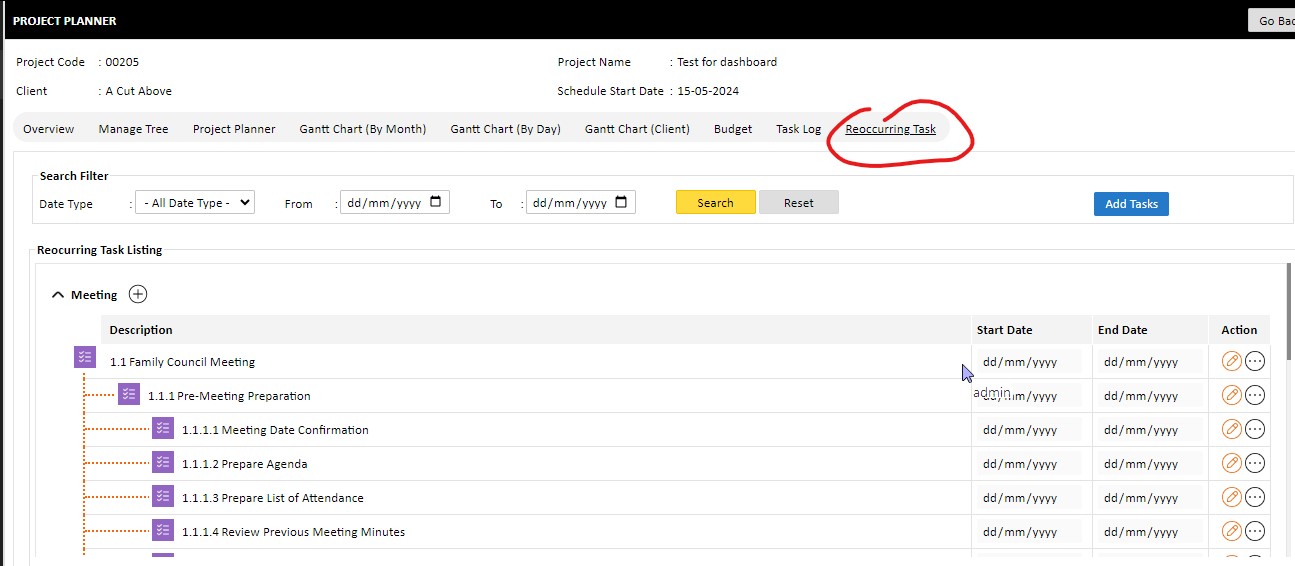 PROJECT PLANNER
Go Bac
Project Code : 00205
Project Name : Test for dashboard
Client : A Cut Above
Schedule Start Date : 15-05-2024
Overview Manage Tree Project Planner Gantt Chart (By Month) Gantt Chart (By Day) Gantt Chart (Client) Budget Task Log Reoccurring Task
Search Filter
Date Type : - All Date Type - From : dd/mm/yyyy To : dd/mm/yyyy Search Reset Add Tasks
Reocurring Task Listing
Meeting
Description Start Date End Date Action
1.1 Family Council Meeting dd/mm/yyyy dd/mm/yyyy
admin
1.1.1 Pre-Meeting Preparation dd/mm/yyyy dd/mm/yyyy
1.1.1.1 Meeting Date Confirmation dd/mm/yyyy dd/mm/yyyy
1.1.1.2 Prepare Agenda dd/mm/yyyy dd/mm/yyyy
1.1.1.3 Prepare List of Attendance dd/mm/yyyy dd/mm/yyyy
1.1.1.4 Review Previous Meeting Minutes dd/mm/yyyy dd/mm/yyyy